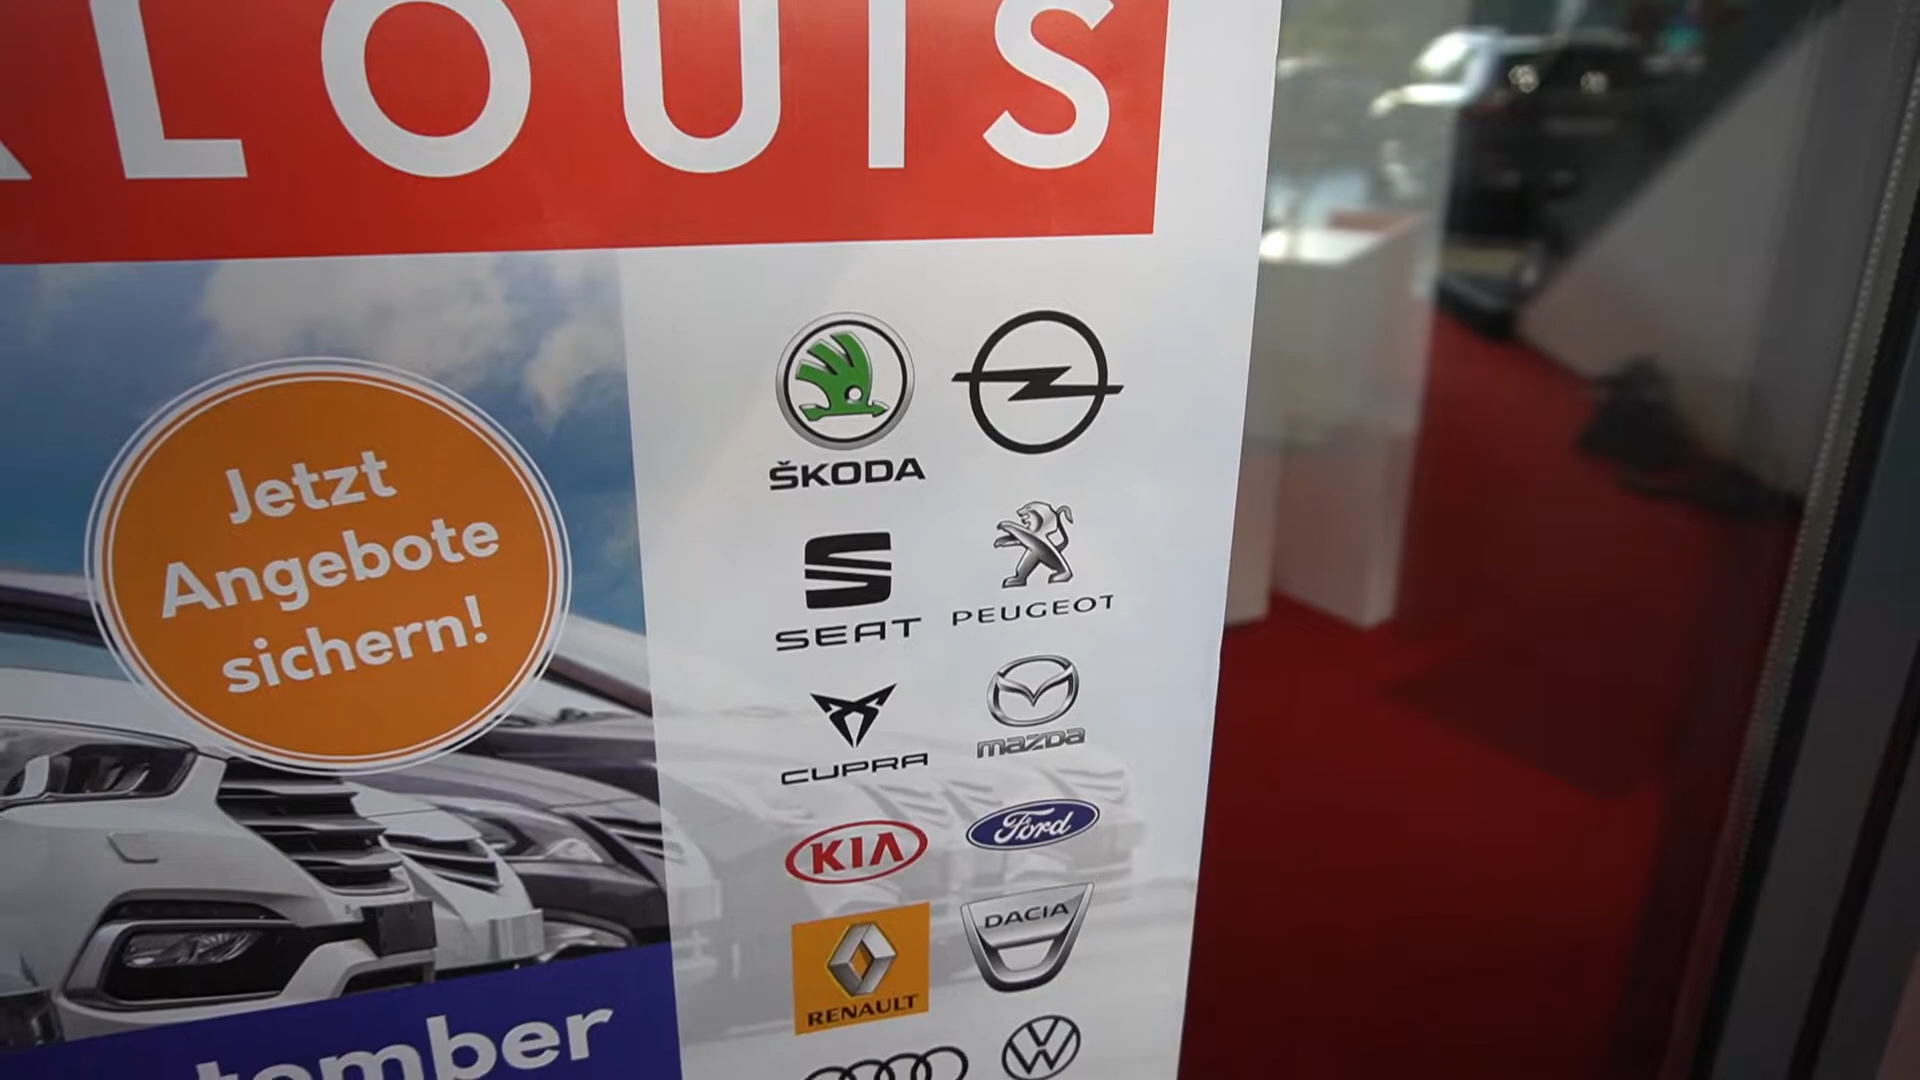 LOUIS
Jetzt
Angebote
sichern!
ŠKODA
SEAT
PEUGEOT
CUPRA
mazda
KIA
Ford
DACIA
RENAULT
tember